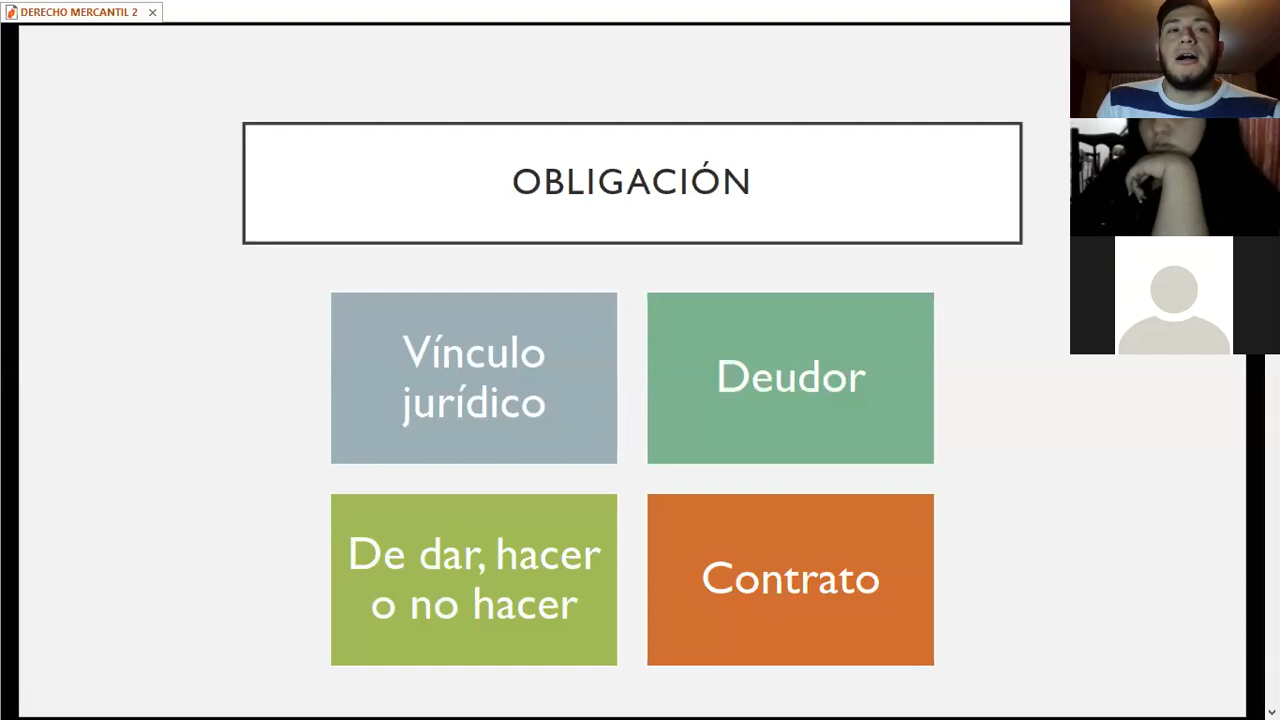 DERECHO MERCANTIL 2
OBLIGACIÓN
Vínculo
jurídico
Deudor
De dar, hacer
o no hacer
Contrato